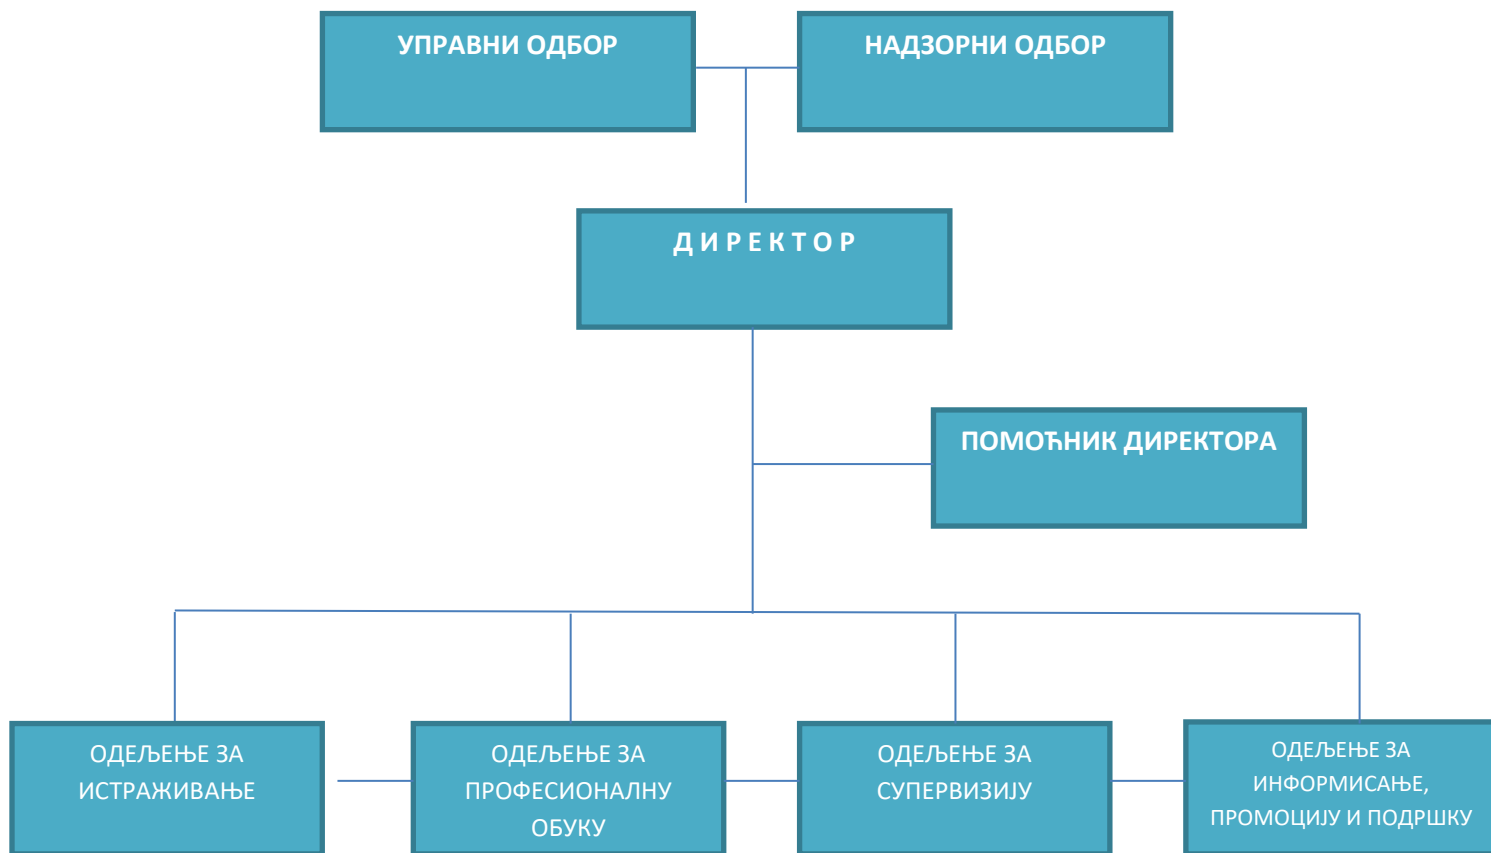 УПРАВНИ ОДБОР
НАДЗОРНИ ОДБОР
Д И Р Е К Т О Р
ПОМОЋНИК ДИРЕКТОРА
ОДЕЉЕЊЕ ЗА
ИСТРАЖИВАЊЕ
ОДЕЉЕЊЕ ЗА
ПРОФЕСИОНАЛНУ
ОБУКУ
ОДЕЉЕЊЕ ЗА
СУПЕРВИЗИЈУ
ОДЕЉЕЊЕ ЗА
ИНФОРМИСАЊЕ,
ПРОМОЦИЈУ И ПОДРШКУ